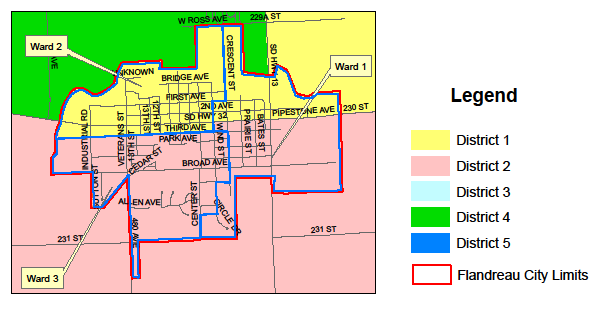 W ROSS AVE
229A ST
Ward 2
CRESCENT ST
SD HWY 13
Ward 1
AVE
UNKNOWN
BRIDGE AVE
FIRST AVE
2ND AVE
SD HWY 32
PIPESTONE AVE
230 ST
INDUSTRIAL RD
VETERANS ST
13TH ST
12TH ST
THIRD AVE
PARK AVE
WIND ST
PRAIRIE ST
BATES ST
13TH ST
CEDAR ST
BROAD AVE
ALLEN AVE
CENTER ST
CIRCLE DR
480 AVE
231 ST
231 ST
Ward 3
Legend
District 1
District 2
District 3
District 4
District 5
Flandreau City Limits